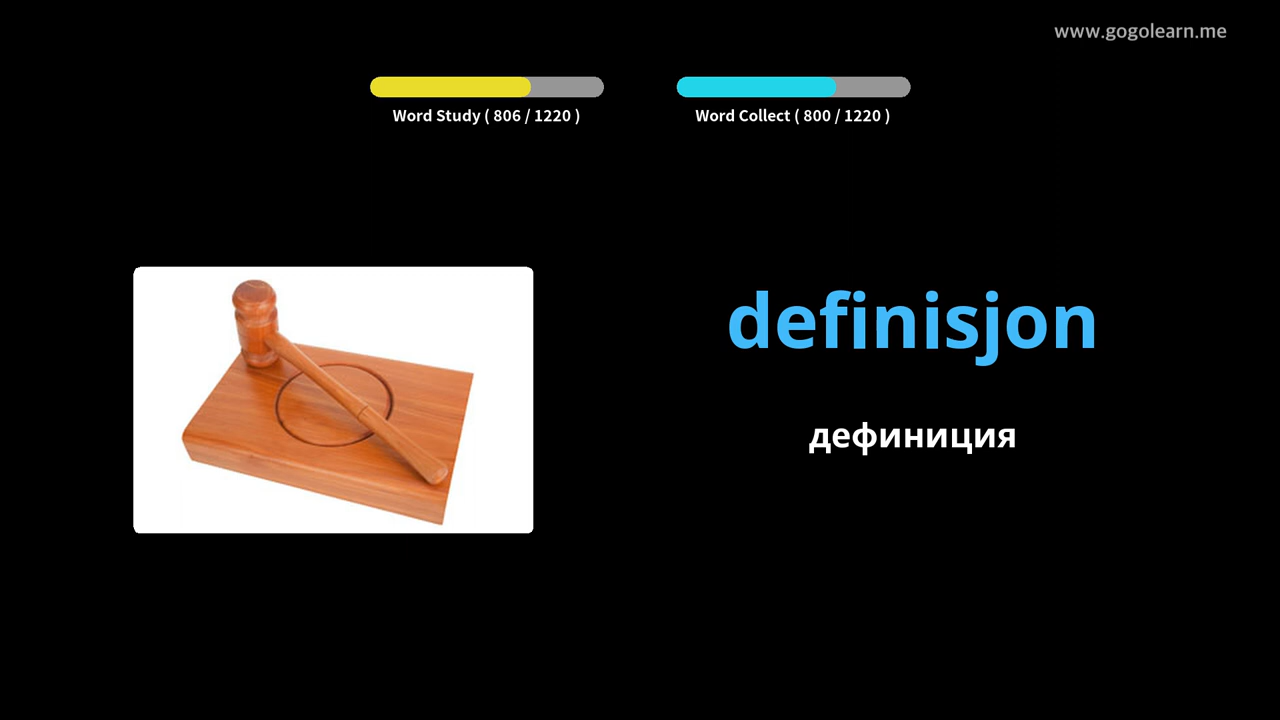 www.gogolearn.me
Word Study ( 806 / 1220 )
Word Collect ( 800 / 1220 )
definisjon
дефиниция